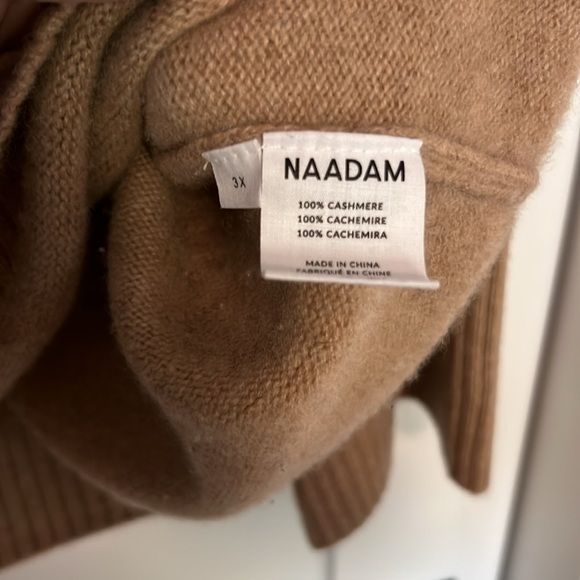 NAADAM
3X
100% CASHMERE
100% CACHEMIRE
100% CACHEMIRA
MADE IN CHINA
FABRIQUÉ EN CHINE